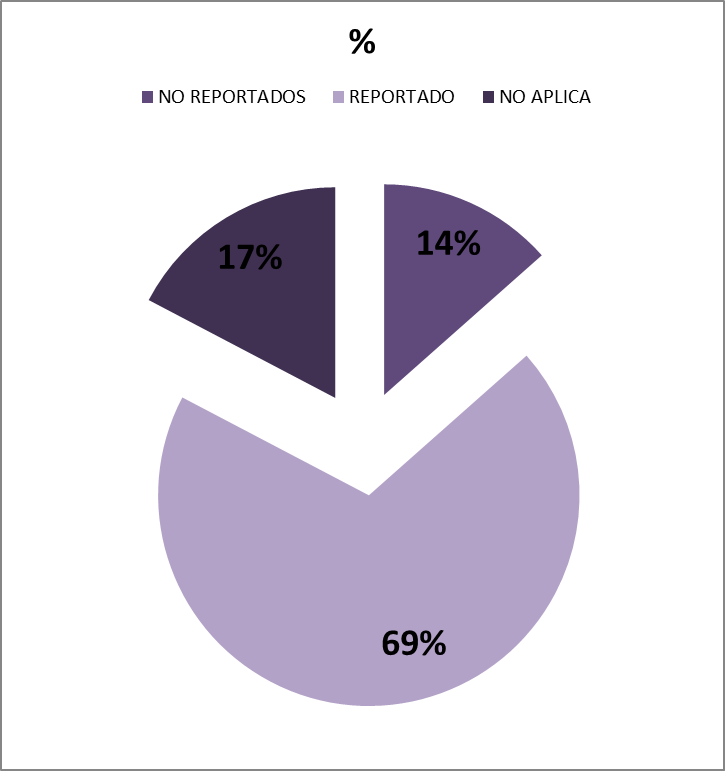 %
NO REPORTADOS REPORTADO NO APLICA
17% 14%
69%